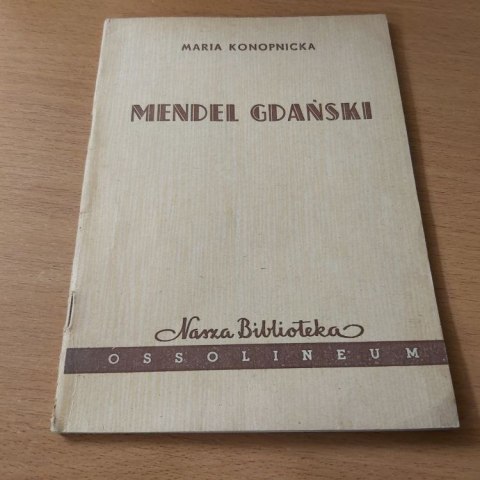 MARIA KONOPNICKA
MENDEL GDAŃSKI
Nasza Biblioteka
OSSOLINEUM